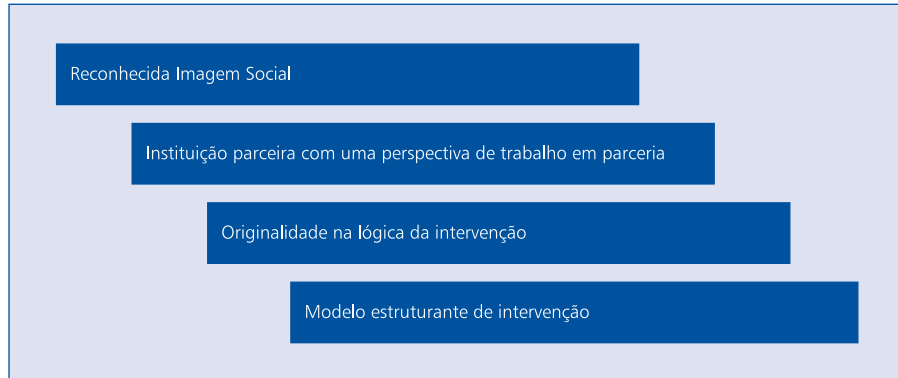 Reconhecida Imagem Social
Instituição parceira com uma perspectiva de trabalho em parceria
Originalidade na lógica da intervenção
Modelo estruturante de intervenção